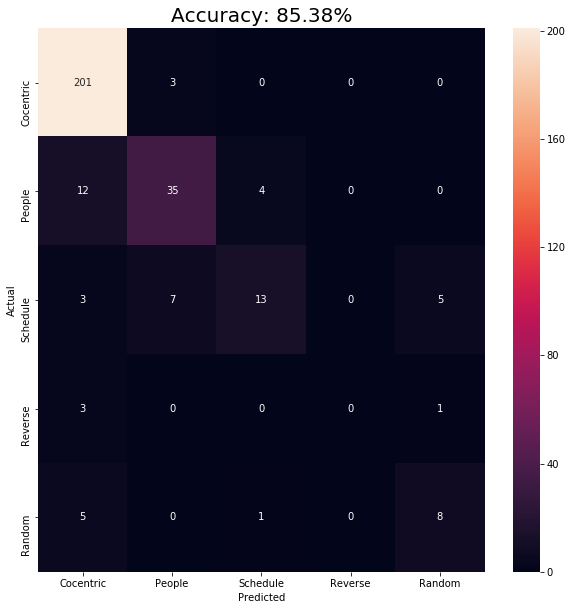 Accuracy: 85.38%
Actual
Cocentric 201 3 0 0 0
People 12 35 4 0 0
Schedule 3 7 13 0 5
Reverse 3 0 0 0 1
Random 5 0 1 0 8
Cocentric People Schedule Reverse Random
Predicted
200
160
120
80
40
0